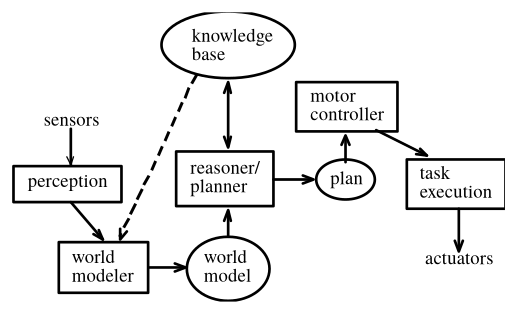 knowledge
base
motor
controller
sensors
perception
reasoner/
planner
plan
task
execution
world
modeler
world
model
actuators